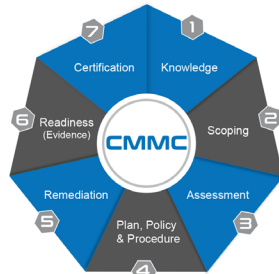 7
1
Certification
Knowledge
6
Readiness
(Evidence)
CMMC
Scoping
2
Remediation
Assessment
5
Plan, Policy
& Procedure
3
4